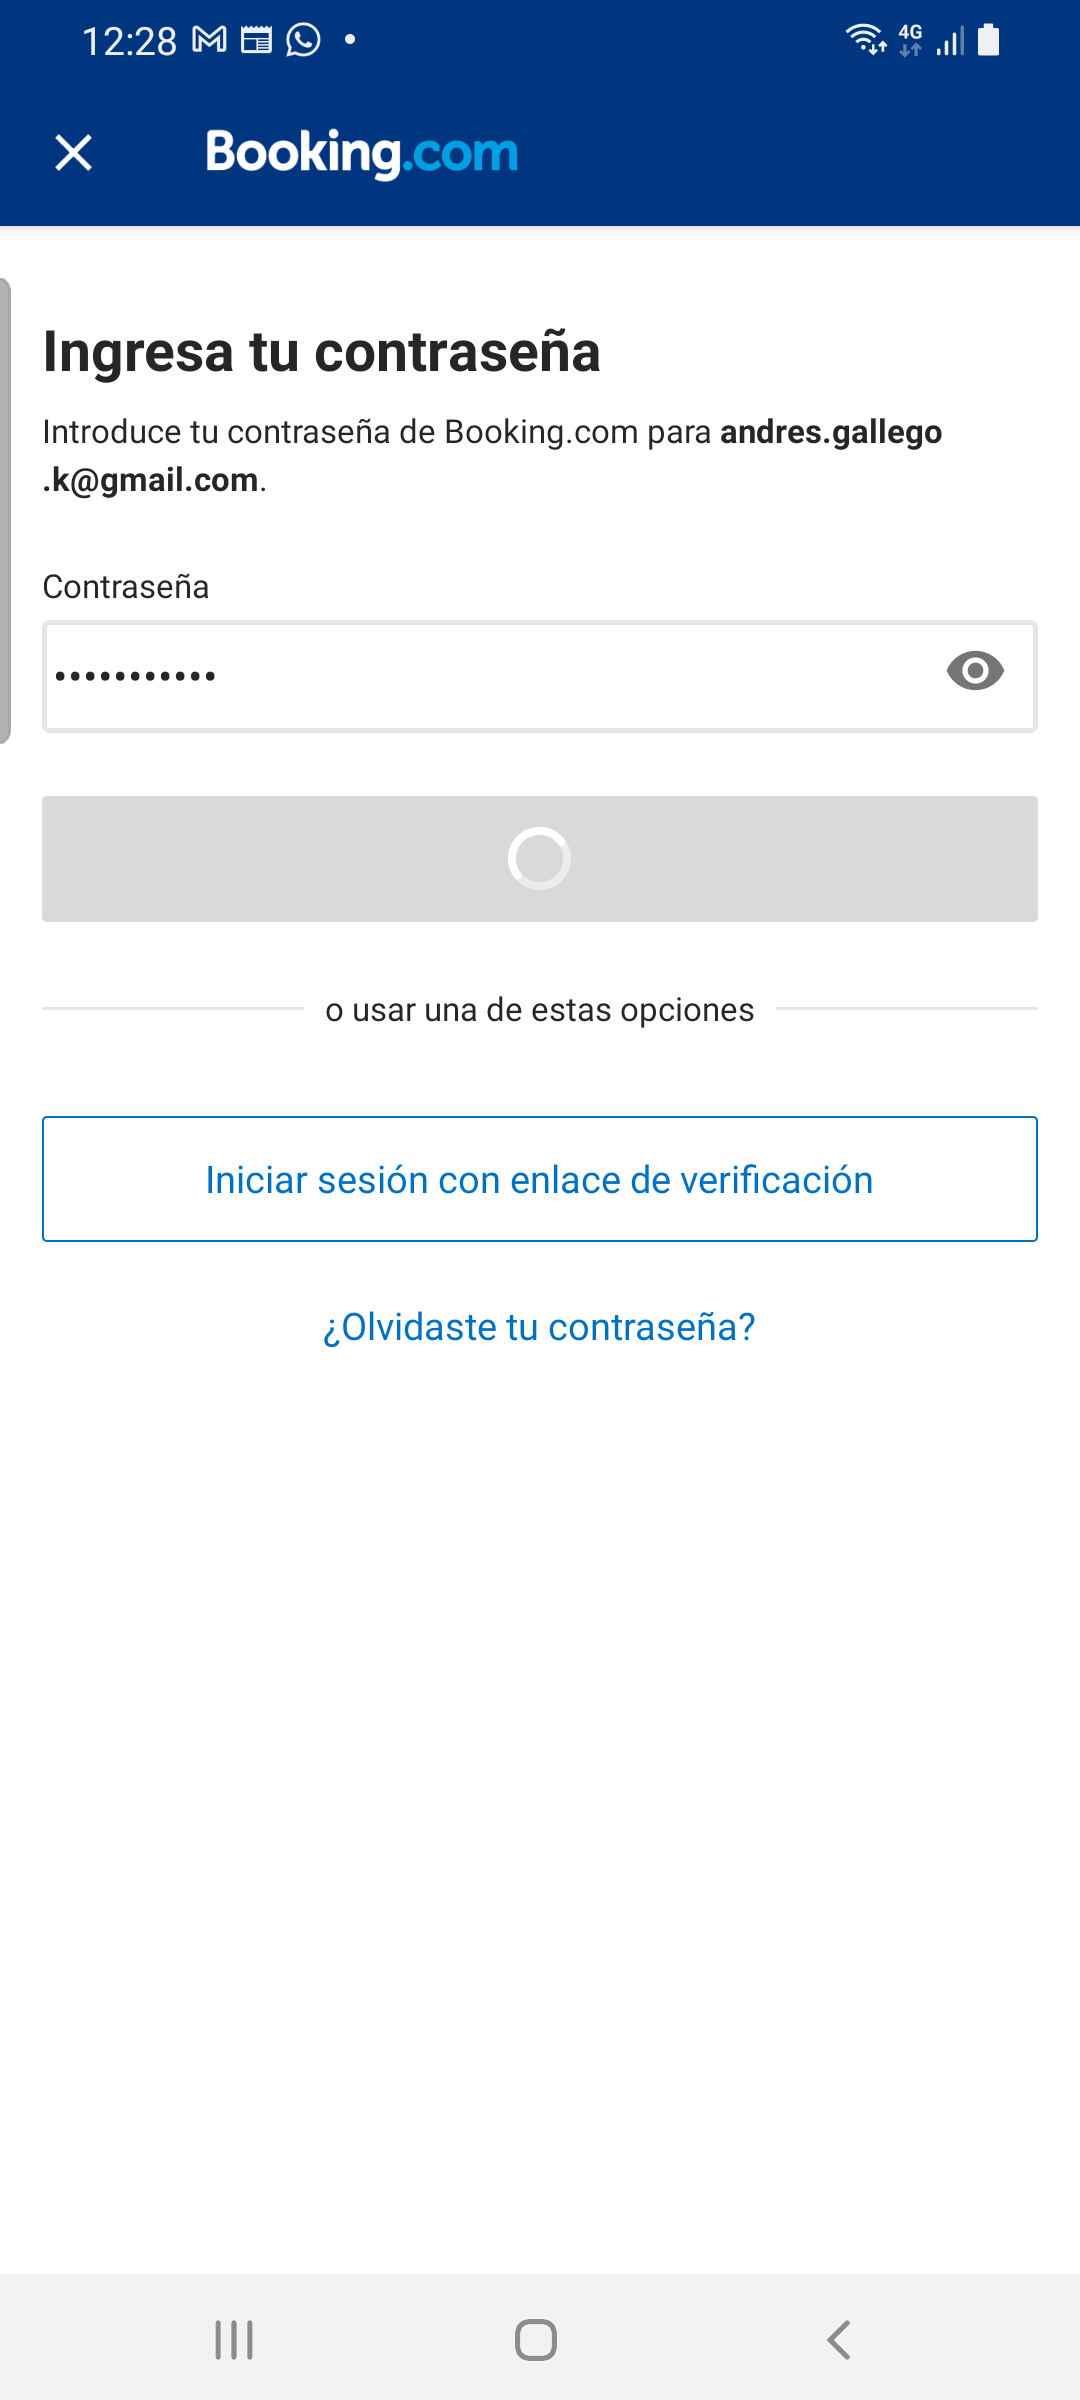 12:28
4G
Booking.com
Ingresa tu contraseña
Introduce tu contraseña de Booking.com para andres.gallego
.k@gmail.com.
Contraseña
•••••••••••
o usar una de estas opciones
Iniciar sesión con enlace de verificación
¿Olvidaste tu contraseña?